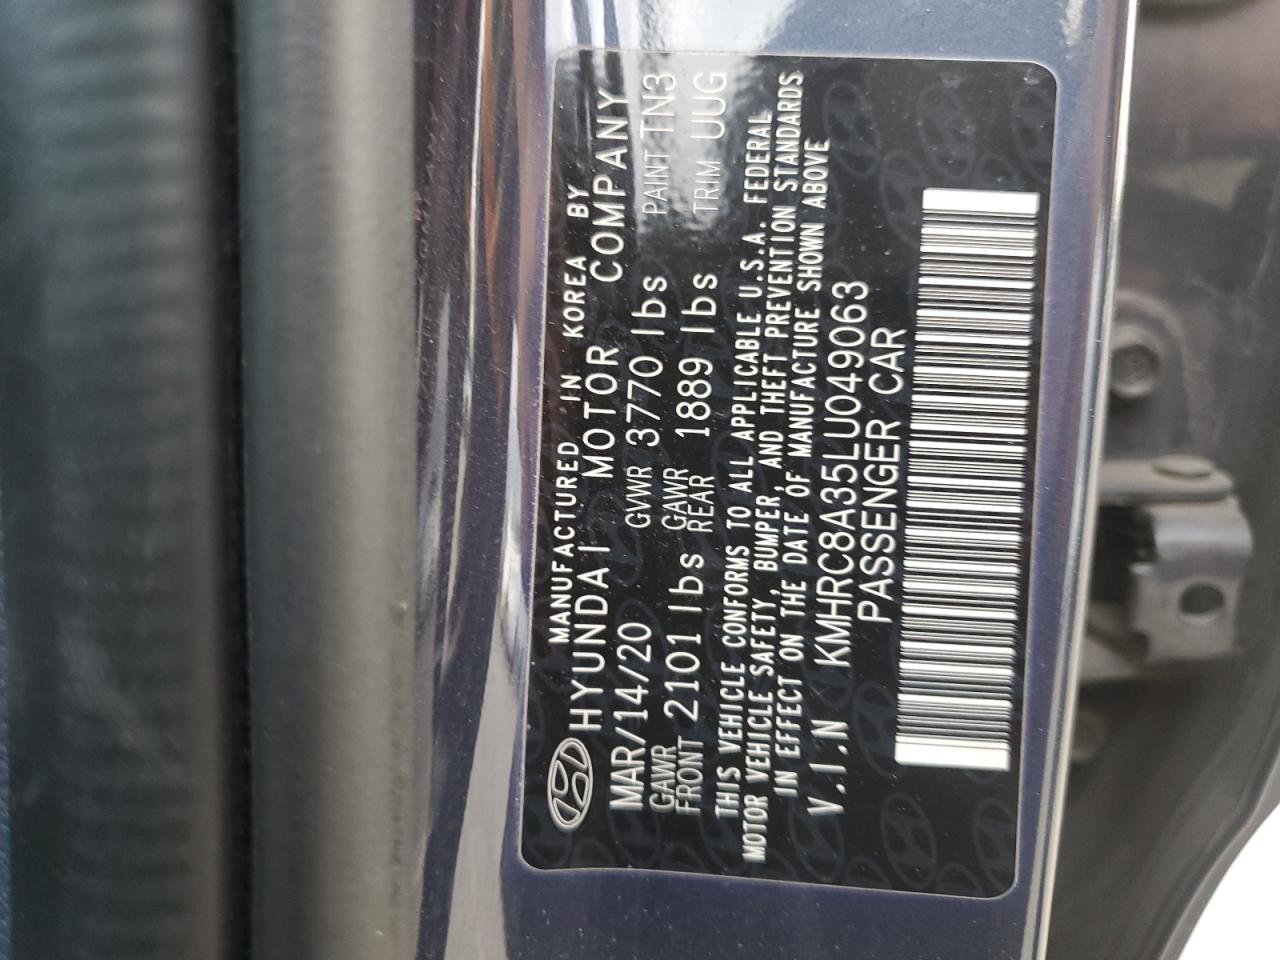 MANUFACTURED IN KOREA BY
HYUNDAI MOTOR COMPANY
MAR/14/20 GVWR 3770 lbs PAINT TN3
GAWR FRONT 2101 lbs GAWR REAR 1889 lbs TRIM UUG
THIS VEHICLE CONFORMS TO ALL APPLICABLE U.S.A. FEDERAL
MOTOR VEHICLE SAFETY, BUMPER, AND THEFT PREVENTION STANDARDS
IN EFFECT ON THE DATE OF MANUFACTURE SHOWN ABOVE
V.I.N KMHRC8A35LU049063
PASSENGER CAR